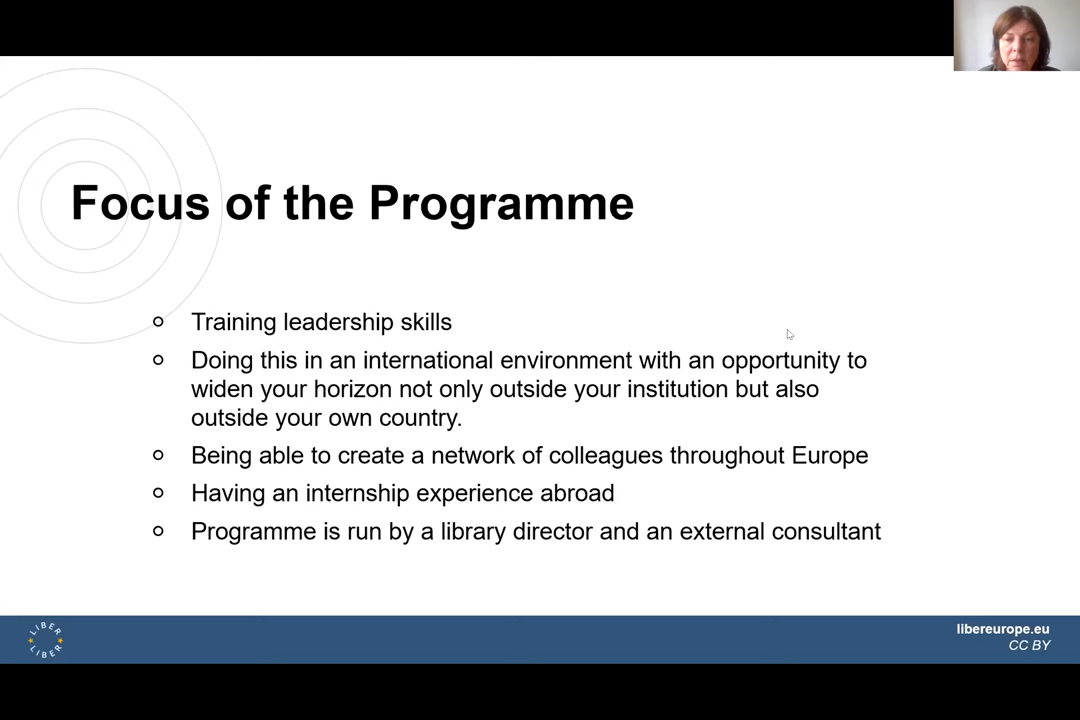 Focus of the Programme
Training leadership skills
Doing this in an international environment with an opportunity to
widen your horizon not only outside your institution but also
outside your own country.
Being able to create a network of colleagues throughout Europe
Having an internship experience abroad
Programme is run by a library director and an external consultant
LIBER
LIBER
libereurope.eu
CC BY